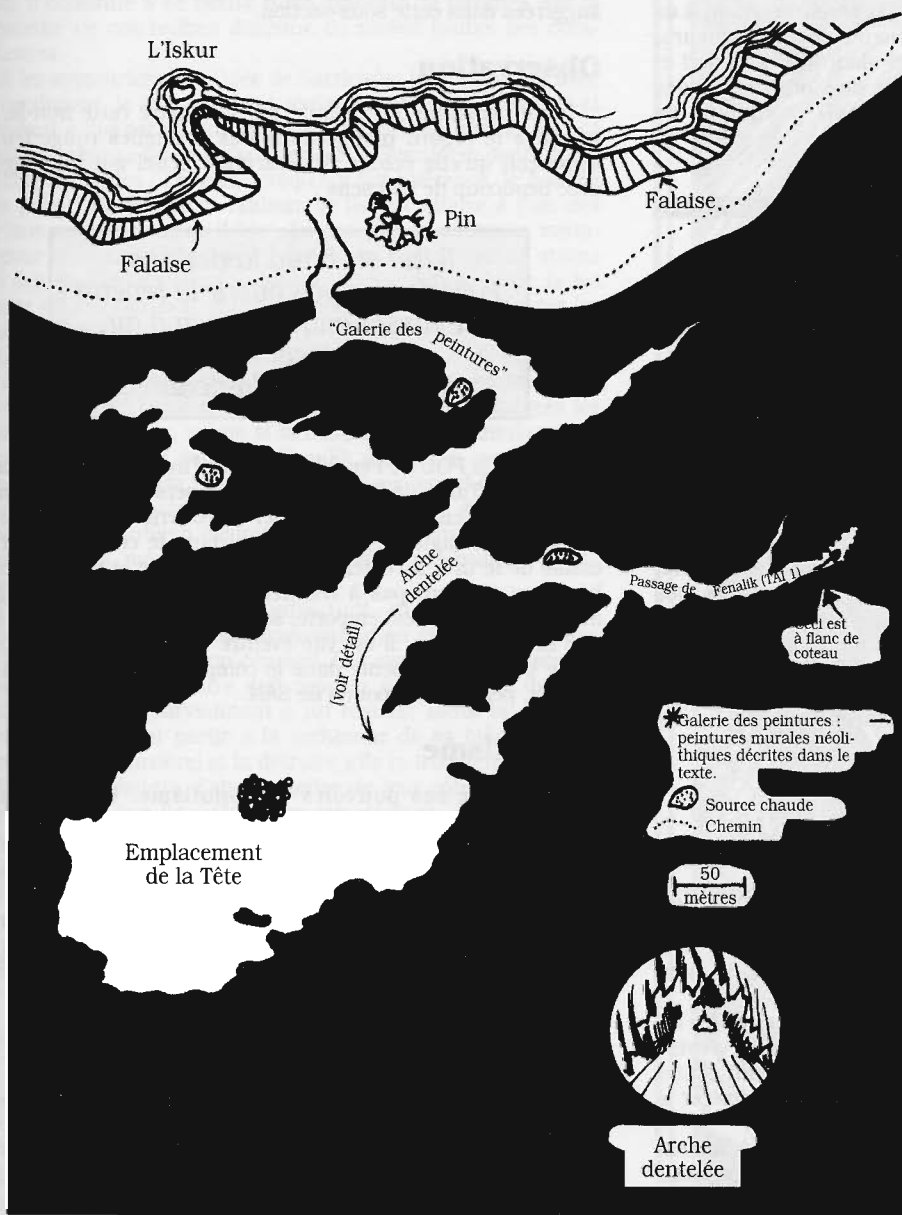 L'Iskur
Falaise
Pin
Falaise
"Galerie des peintures"
Arche
dentelée
(voir détail)
Passage de Fenalik (TAI 1)
Ceci est
à flanc de
coteau
Galerie des peintures :
peintures murales néoli-
thiques décrites dans le
texte.
Source chaude
Chemin
50
mètres
Emplacement
de la Tête
Arche
dentelée